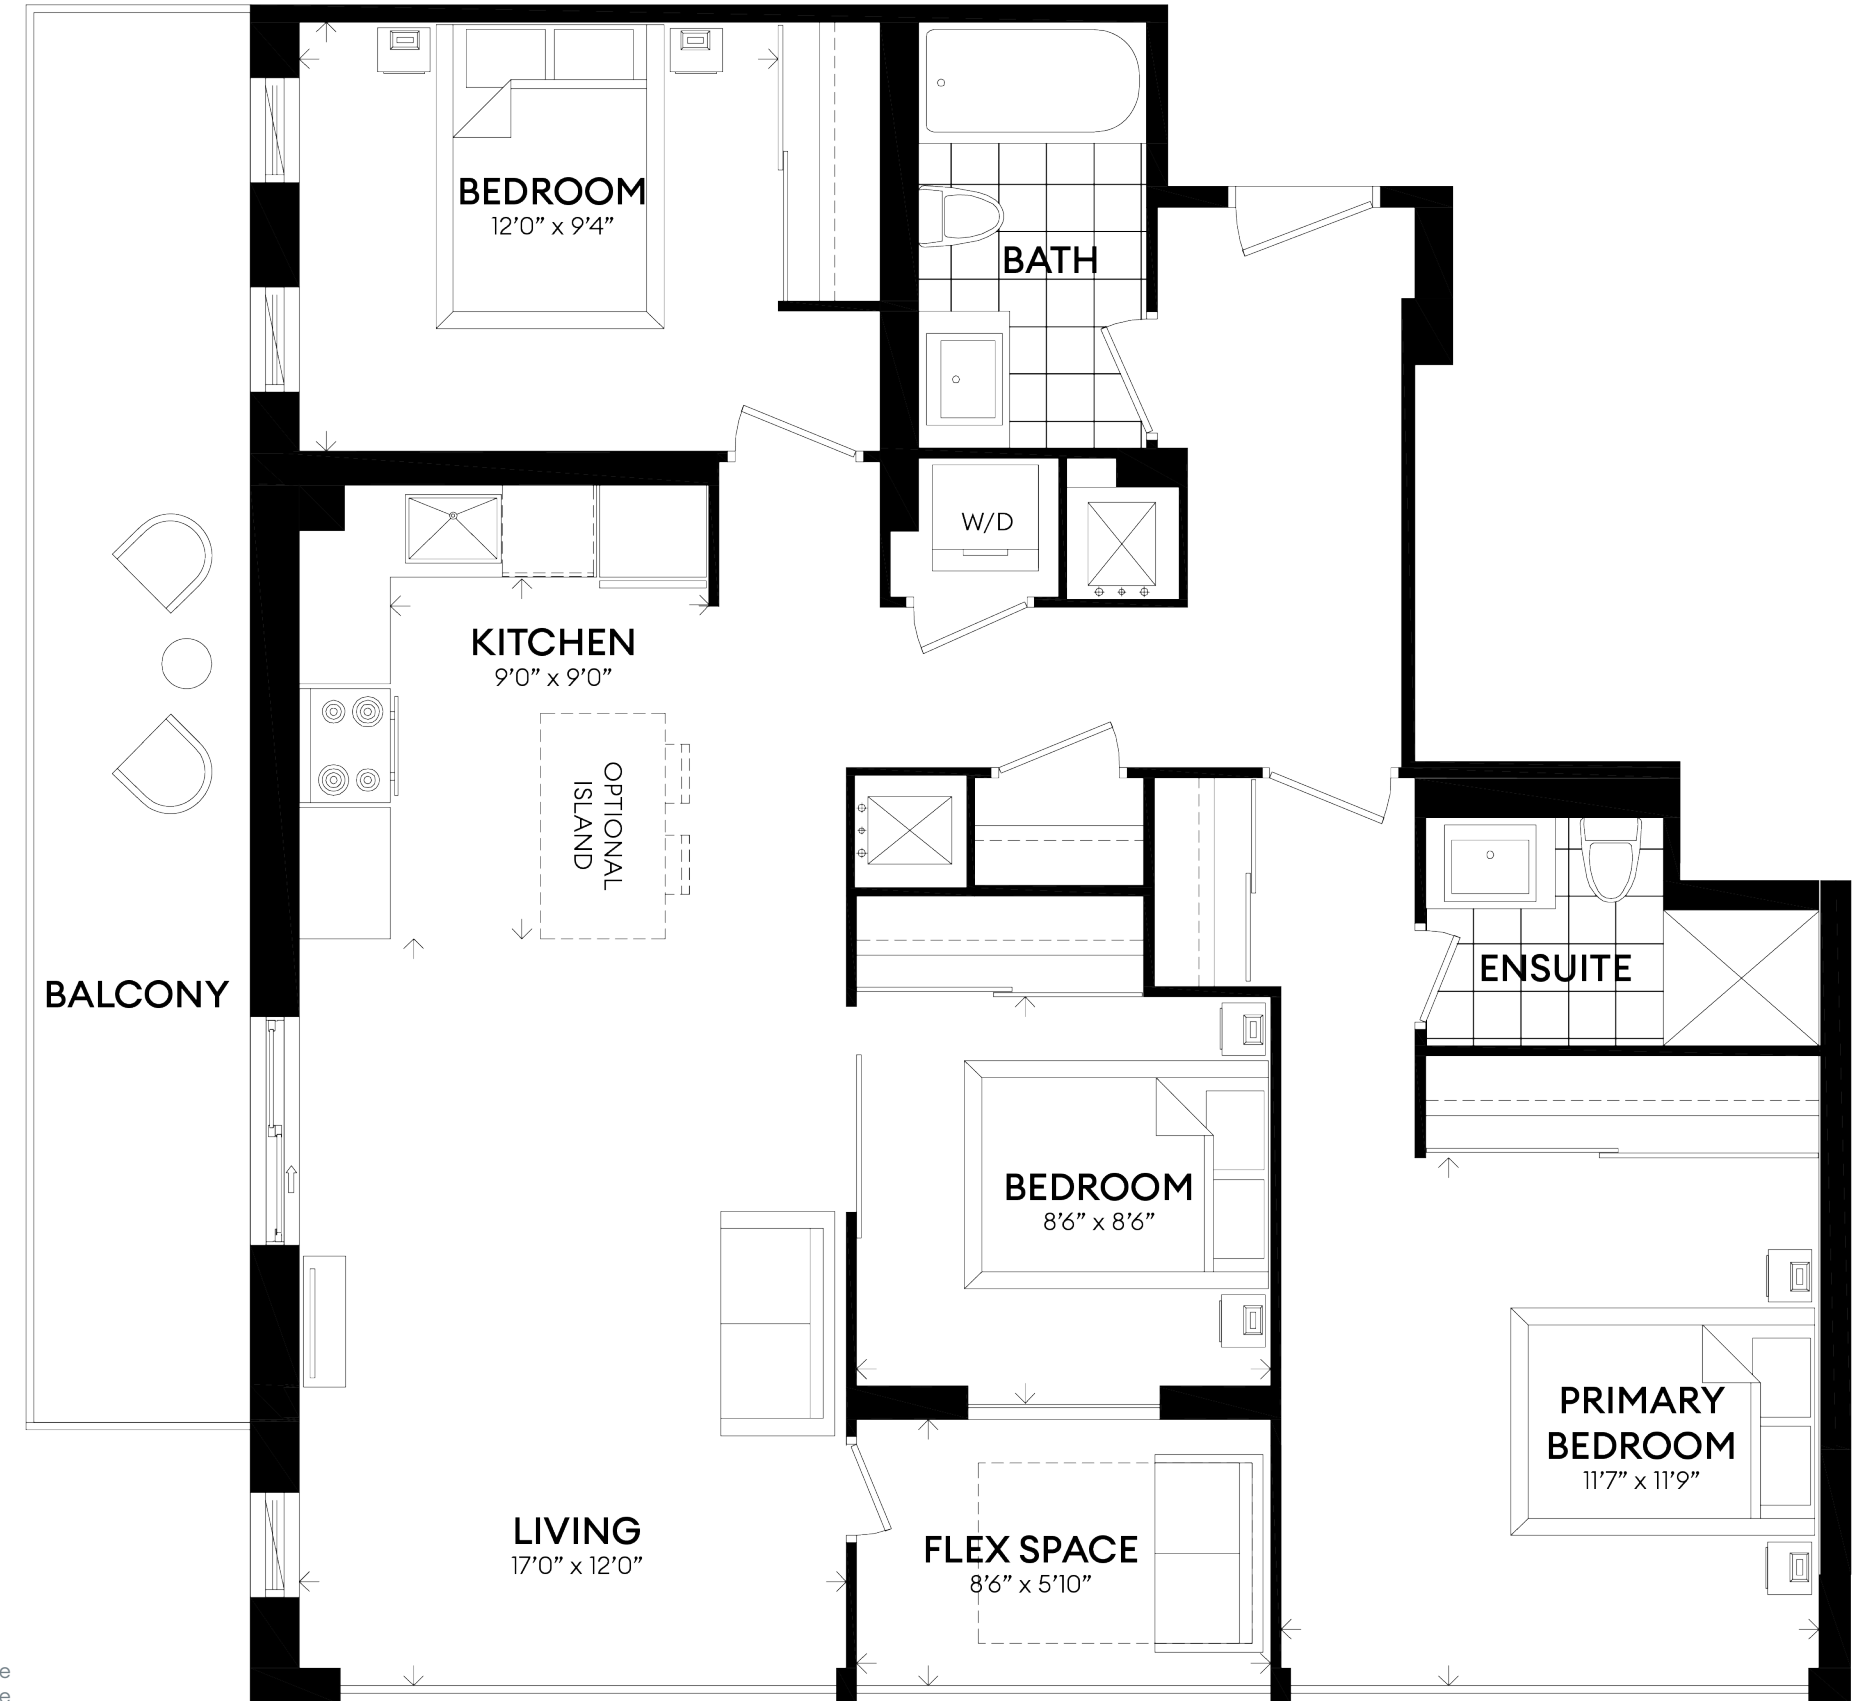 BEDROOM
12'0” x 9'4”
BATH
W/D
KITCHEN
9'0” x 9'0”
OPTIONAL
ISLAND
BALCONY
ENSUITE
BEDROOM
8'6” x 8'6”
PRIMARY
BEDROOM
11'7” x 11'9”
LIVING
17'0” x 12'0”
FLEX SPACE
8'6” x 5'10”
e
e